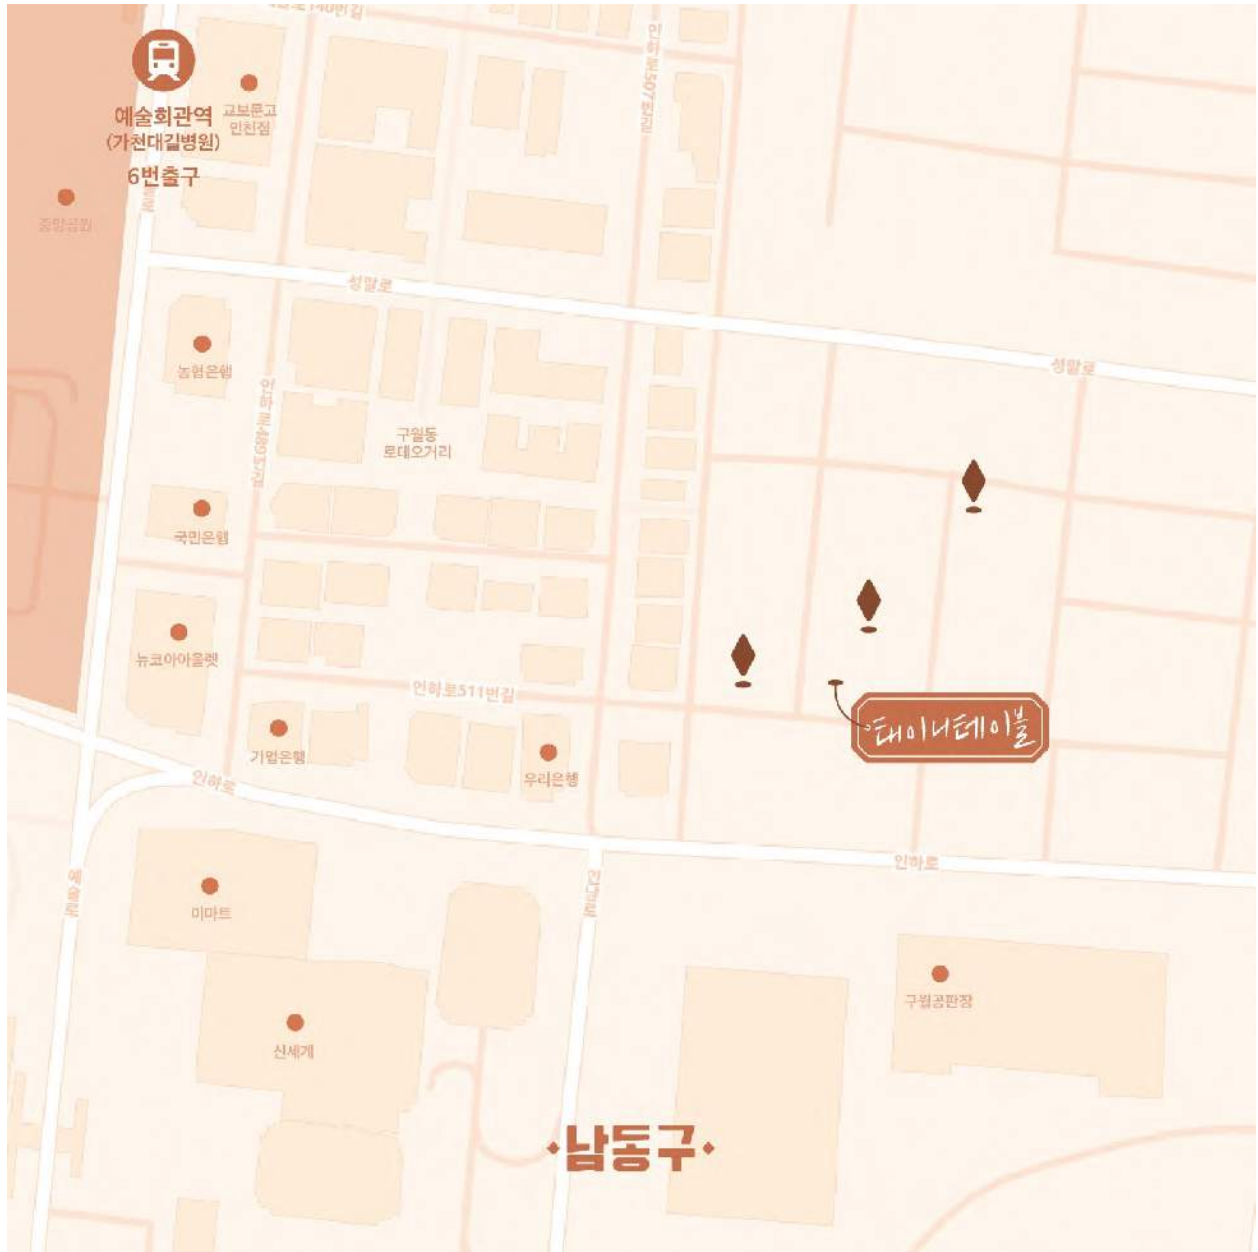 인하로507번길
예술회관역
(가천대길병원)
6번출구
교보문고
인천점
중앙공원
성말로
성말로
농협은행
인하로489번길
구월동
로데오거리
국민은행
뉴코아아울렛
인하로511번길
태이니테이블
기업은행
우리은행
인하로
인하로
예술로
이마트
구월공판장
신세계
남동구